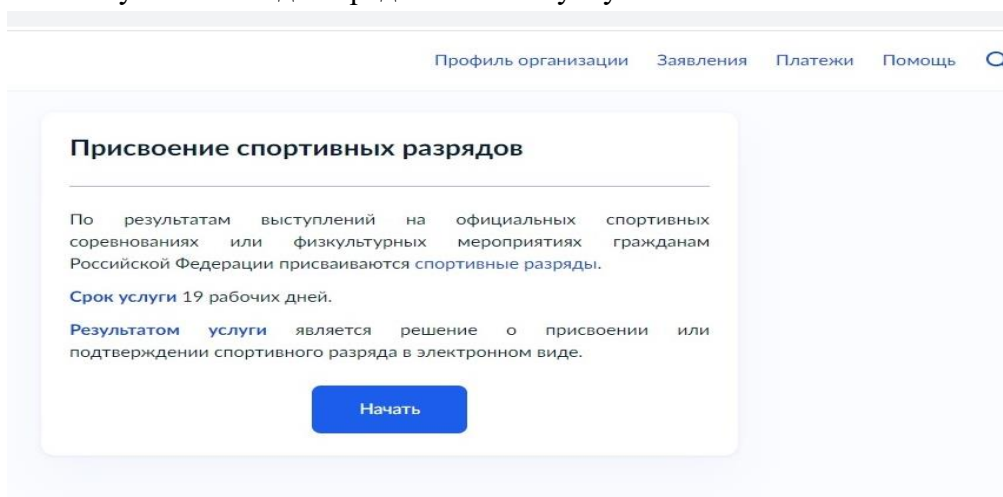 Профиль организации Заявления Платежи Помощь
Присвоение спортивных разрядов
По результатам выступлений на официальных спортивных
соревнованиях или физкультурных мероприятиях гражданам
Российской Федерации присваиваются спортивные разряды.
Срок услуги 19 рабочих дней.
Результатом услуги является решение о присвоении или
подтверждении спортивного разряда в электронном виде.
Начать